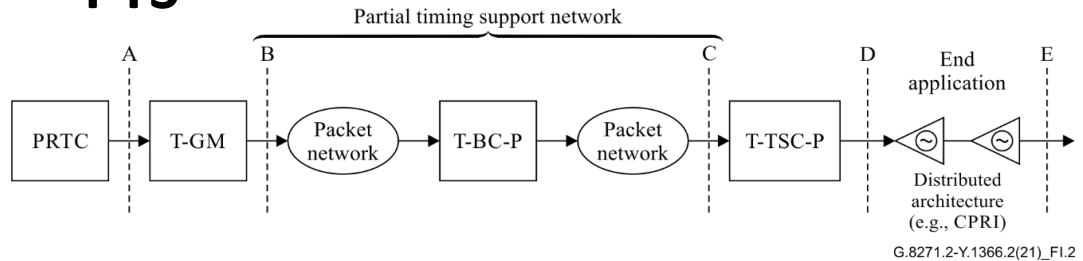 Partial timing support network
A
B
C
D
End
application
E
PRTC
T-GM
Packet
network
T-BC-P
Packet
network
T-TSC-P
Distributed
architecture
(e.g., CPRI)
G.8271.2-Y.1366.2(21)_FI.2